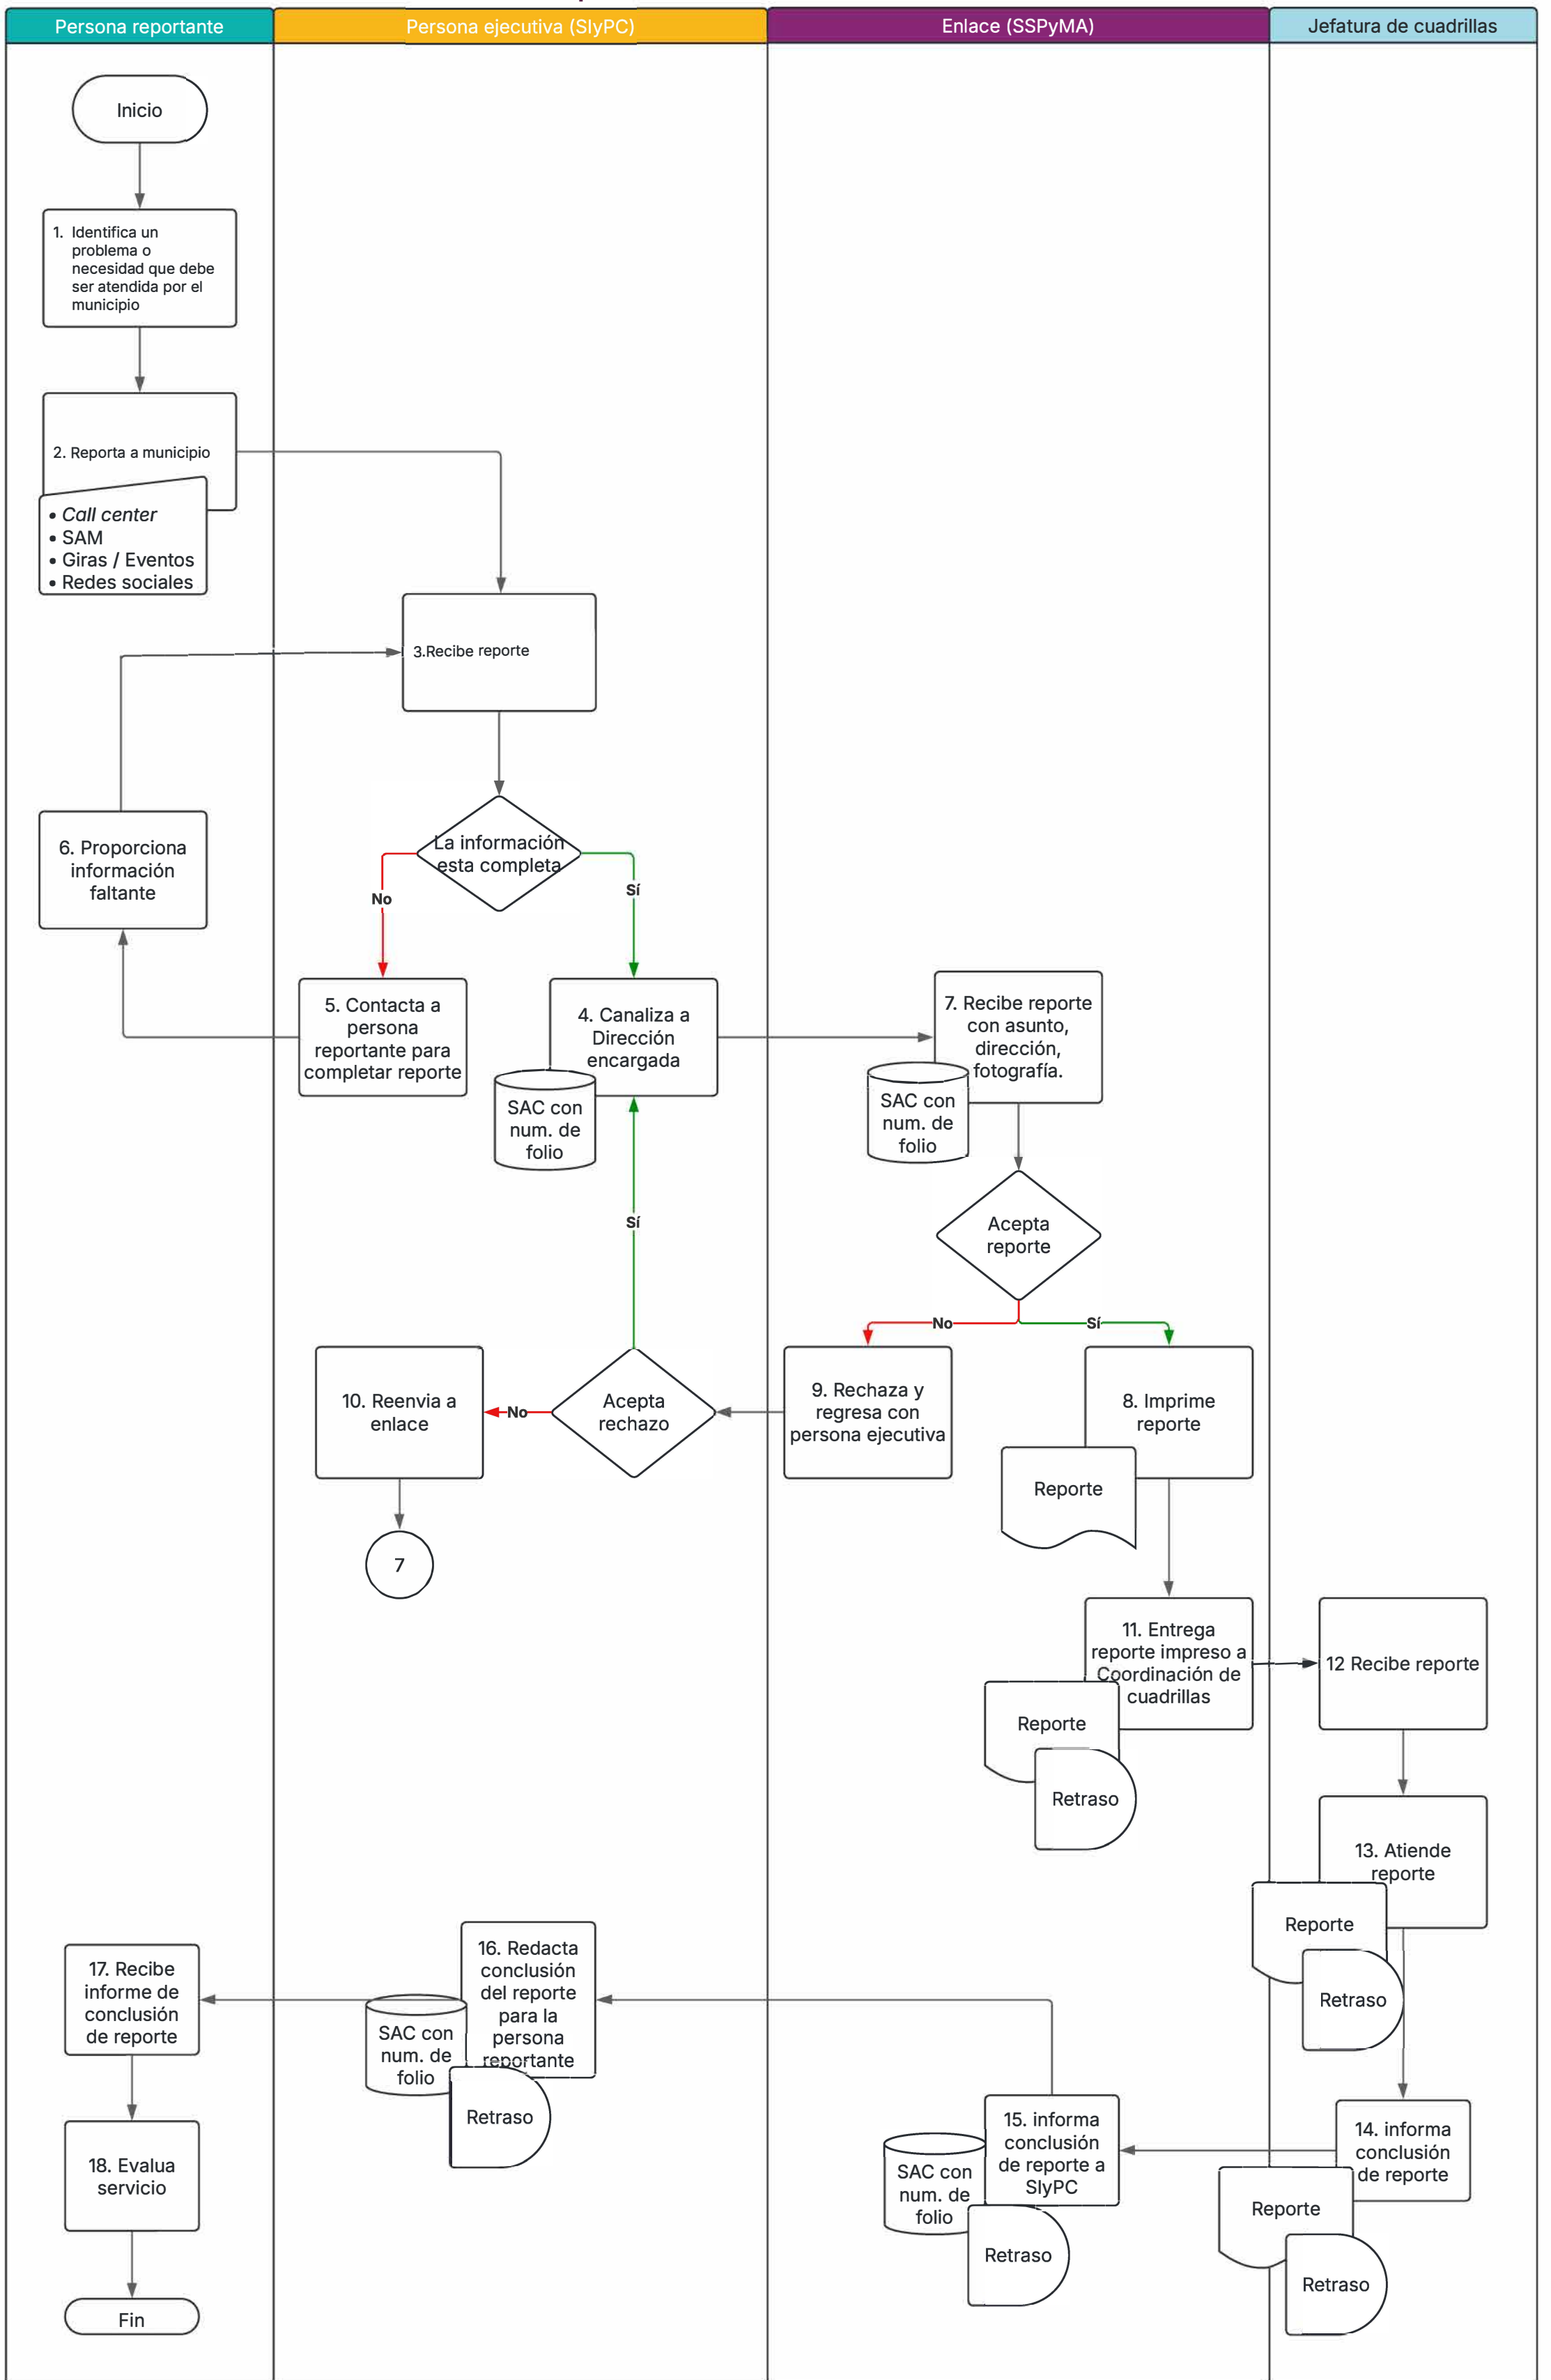 Persona reportante
Persona ejecutiva (SIyPC)
Enlace (SSPyMA)
Jefatura de cuadrillas
Inicio
1. Identifica un
problema o
necesidad que debe
ser atendida por el
municipio
2. Reporta a municipio
• Call center
• SAM
• Giras / Eventos
• Redes sociales
3.Recibe reporte
La información
esta completa
No
Sí
6. Proporciona
información
faltante
5. Contacta a
persona
reportante para
completar reporte
4. Canaliza a
Dirección
encargada
SAC con
num. de
folio
7. Recibe reporte
con asunto,
dirección,
fotografía.
SAC con
num. de
folio
Acepta
reporte
No
Sí
Sí
10. Reenvia a
enlace
No
Acepta
rechazo
9. Rechaza y
regresa con
persona ejecutiva
8. Imprime
reporte
Reporte
7
11. Entrega
reporte impreso a
Coordinación de
cuadrillas
Reporte
Retraso
12 Recibe reporte
13. Atiende
reporte
Reporte
Retraso
17. Recibe
informe de
conclusión
de reporte
16. Redacta
conclusión
del reporte
para la
persona
reportante
SAC con
num. de
folio
Retraso
15. informa
conclusión
de reporte a
SIyPC
SAC con
num. de
folio
Retraso
14. informa
conclusión
de reporte
Reporte
Retraso
18. Evalua
servicio
Fin